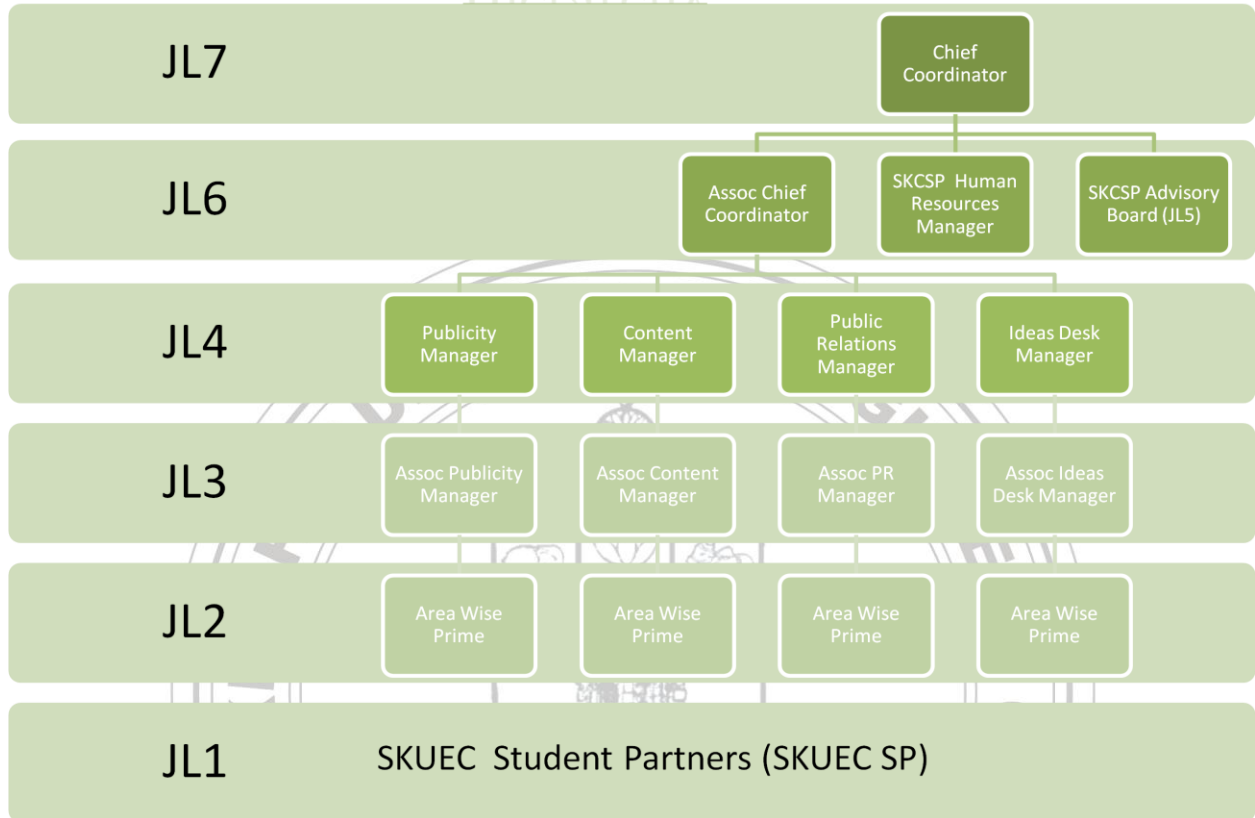 JL7
Chief
Coordinator
JL6
Assoc Chief
Coordinator
SKCSP Human
Resources
Manager
SKCSP Advisory
Board (JL5)
JL4
Publicity
Manager
Content
Manager
Public
Relations
Manager
Ideas Desk
Manager
JL3
Assoc Publicity
Manager
Assoc Content
Manager
Assoc PR
Manager
Assoc Ideas
Desk Manager
JL2
Area Wise
Prime
Area Wise
Prime
Area Wise
Prime
Area Wise
Prime
JL1
SKUEC Student Partners (SKUEC SP)